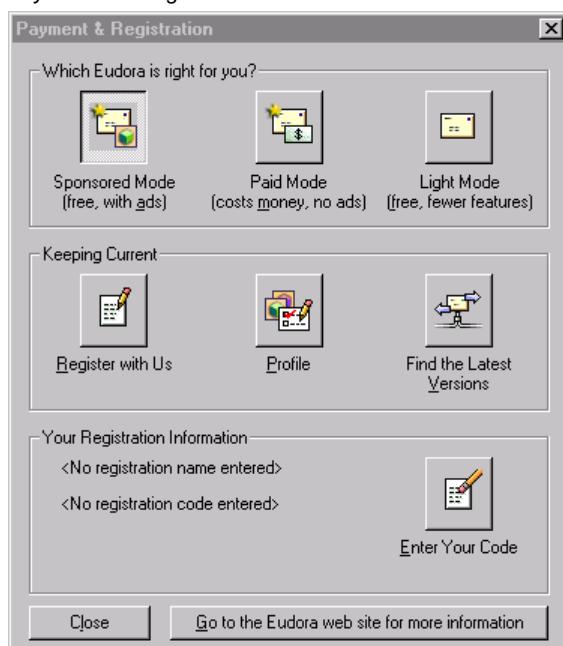 Payment & Registration
Which Eudora is right for you?
Sponsored Mode
(free, with ads)
Paid Mode
(costs money, no ads)
Light Mode
(free, fewer features)
Keeping Current
Register with Us
Profile
Find the Latest
Versions
Your Registration Information
<No registration name entered>
<No registration code entered>
Enter Your Code
Close
Go to the Eudora web site for more information